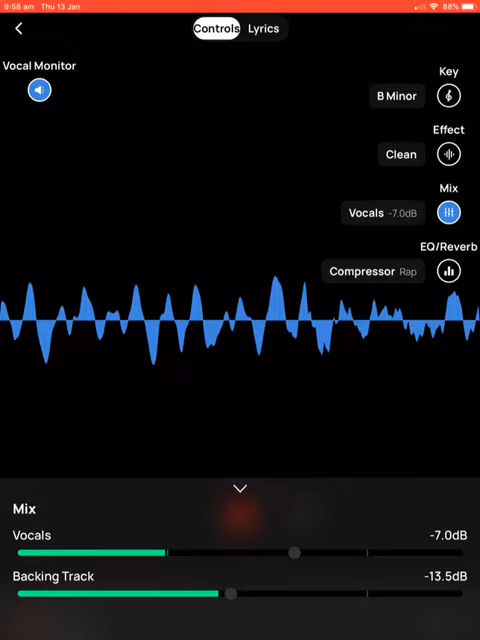 9:58 am Thu 13 Jan 88%
Controls Lyrics
Vocal Monitor
Key
B Minor
Effect
Clean
Mix
Vocals -7.0dB
EQ/Reverb
Compressor Rap
Mix
Vocals -7.0dB
Backing Track -13.5dB